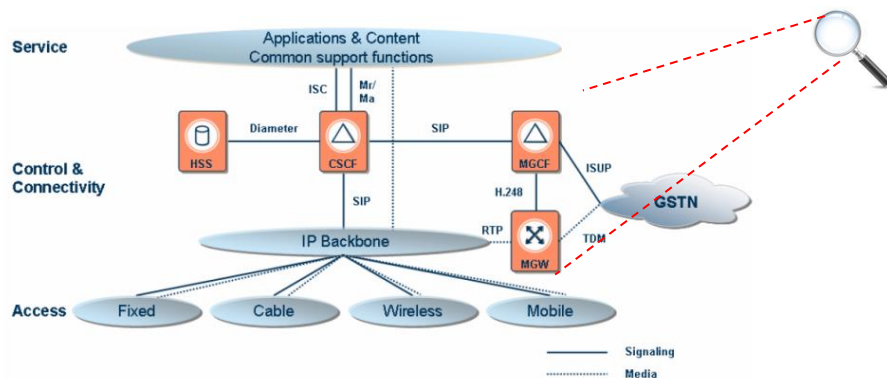 Service
Applications & Content
Common support functions
ISC
Mr/
Ma
Diameter
SIP
HSS
CSCF
MGCF
Control &
Connectivity
ISUP
H.248
GSTN
SIP
RTP
TDM
IP Backbone
MGW
Access
Fixed
Cable
Wireless
Mobile
Signaling
Media